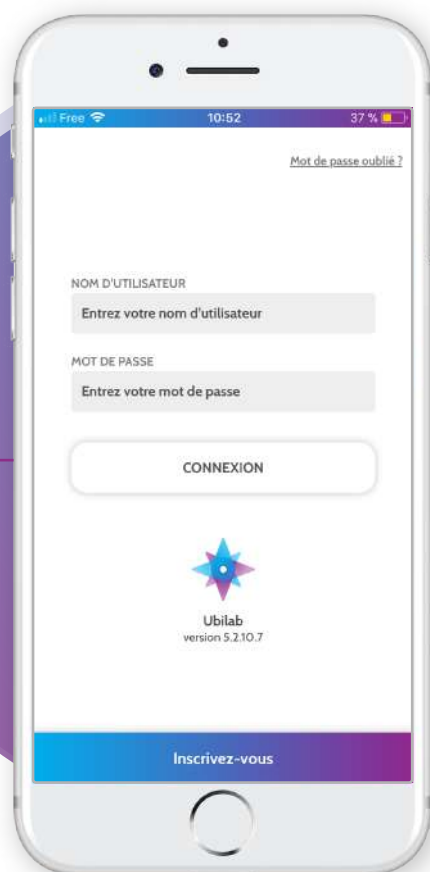 Free
10:52
37 %
Mot de passe oublié ?
NOM D'UTILISATEUR
Entrez votre nom d'utilisateur
MOT DE PASSE
Entrez votre mot de passe
CONNEXION
Ubilab
version 5.2.10.7
Inscrivez-vous